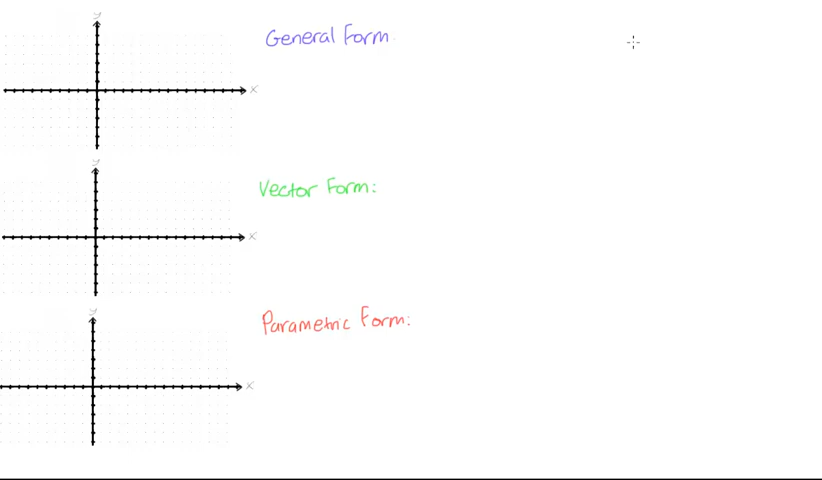 y
General Form
x
y
Vector Form:
x
y
Parametric Form:
x